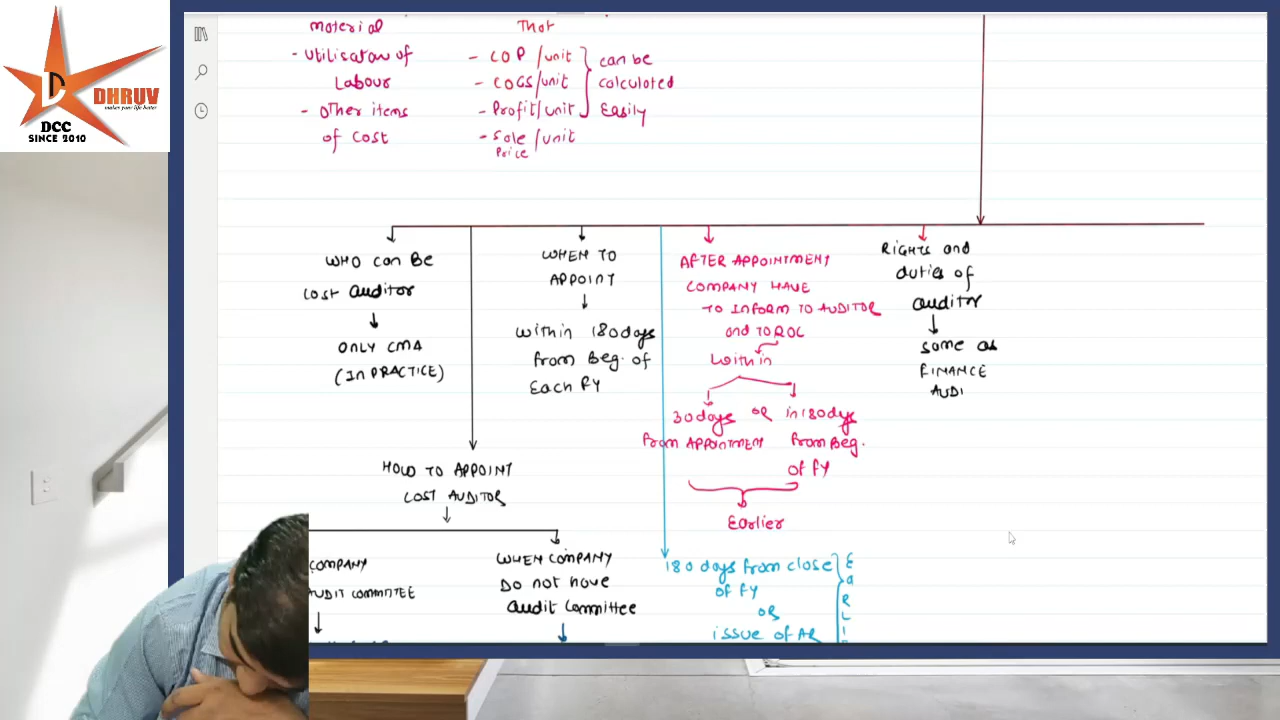 DHRUV
makes your life better
DCC
SINCE 2010
material
- Utilisation of
Labour
- Other items
of Cost
That
- COP /unit
- COGS/unit
- Profit/unit
- Sale /unit
Price
can be
calculated
Easily
WHO can Be
cost auditor
ONLY CMA
(IN PRACTICE)
HOW TO APPOINT
COST AUDITOR
COMPANY
AUDIT COMMITTEE
WHEN COMPANY
Do not have
audit Committee
WHEN TO
APPOINT
Within 180 days
from Beg. of
Each FY
AFTER APPOINTMENT
COMPANY HAVE
TO INFORM TO AUDITOR
and TO ROC
Within
30 days
from APPOINTMENT
OR
in 180 days
from Beg.
of FY
Earlier
180 days from close
of FY
OR
issue of AR
EARLI
Rights and
duties of
auditor
Same as
FINANCE
AUDI